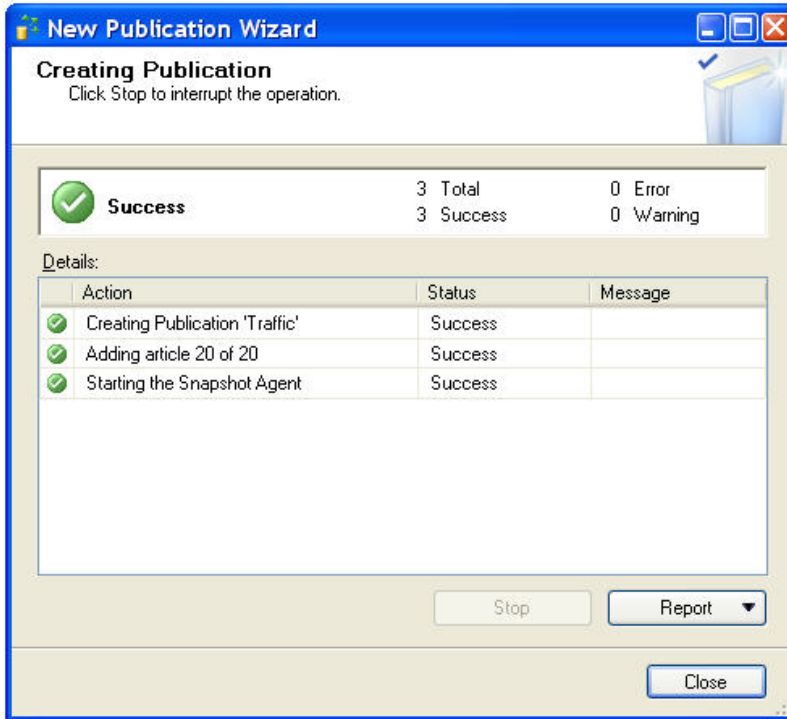 New Publication Wizard
Creating Publication
Click Stop to interrupt the operation.
Success 3 Total 0 Error
3 Success 0 Warning
Details:
Action Status Message
Creating Publication 'Traffic' Success
Adding article 20 of 20 Success
Starting the Snapshot Agent Success
Stop Report
Close